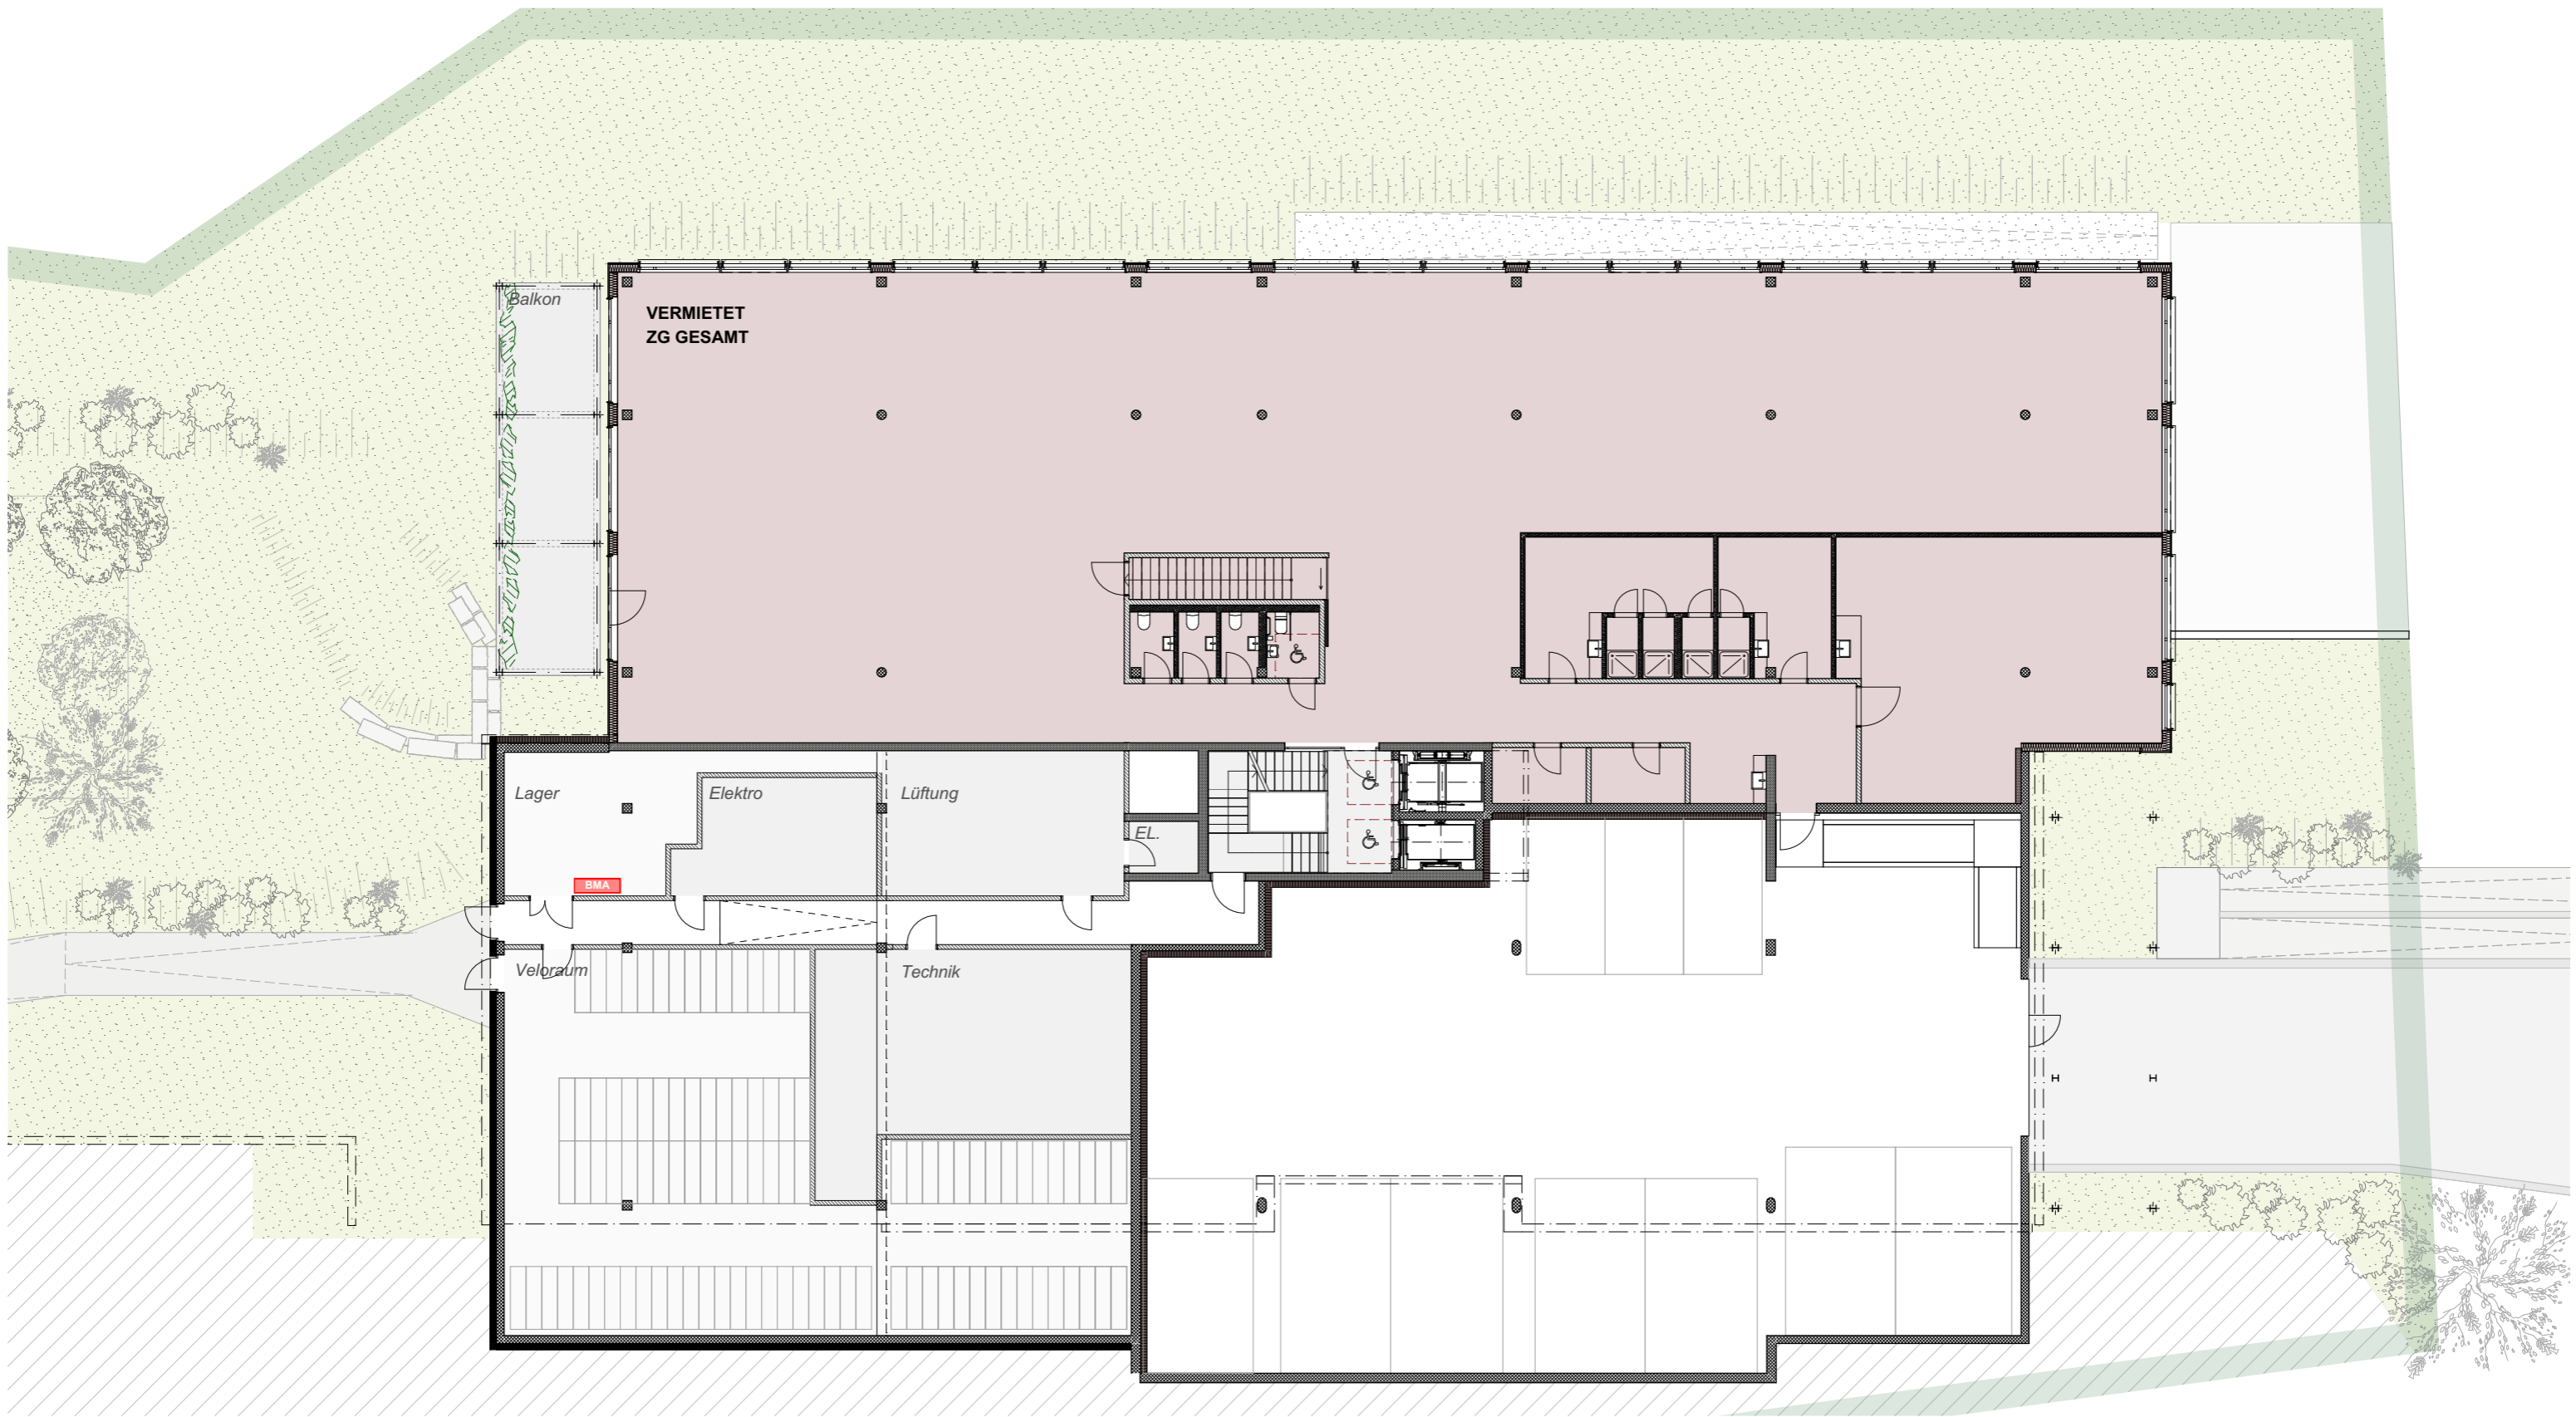 Balkon
VERMIETET
ZG GESAMT
Lager
Elektro
Lüftung
EL.
BMA
Veloraum
Technik